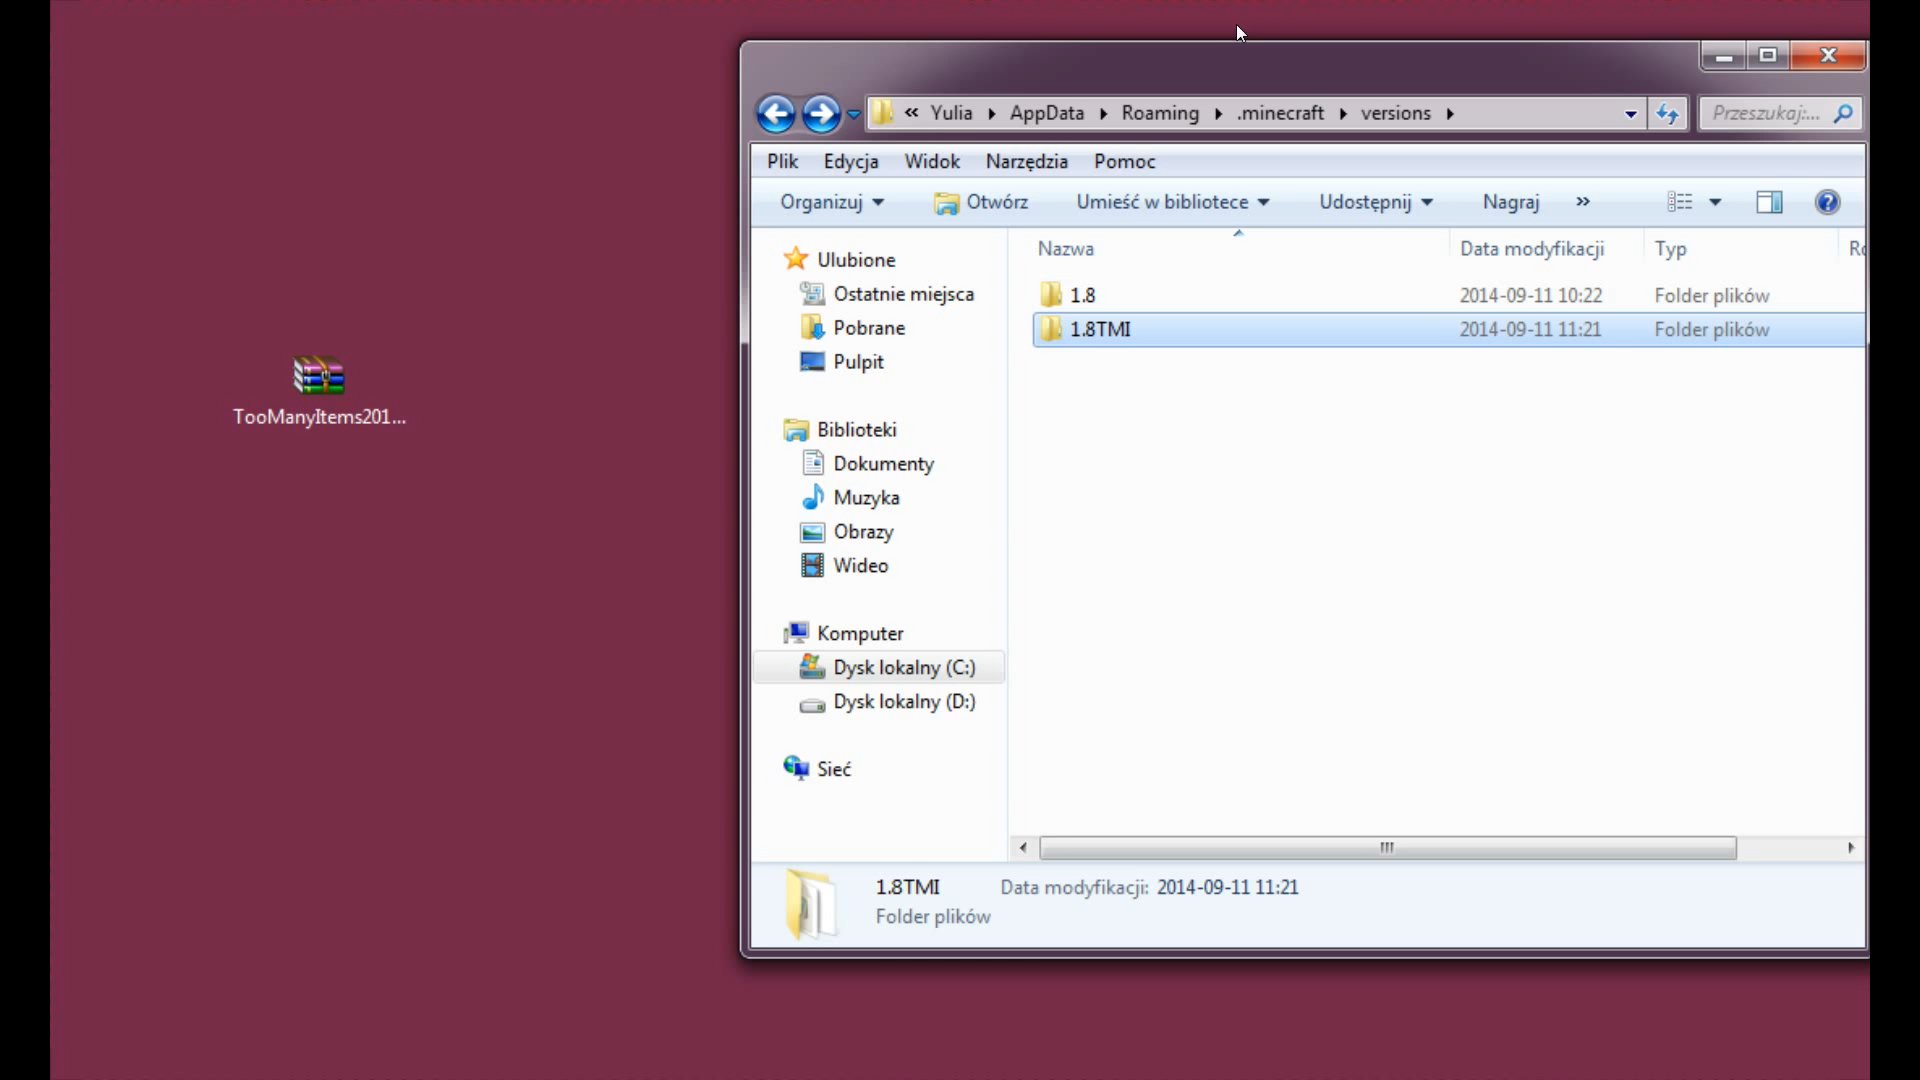 « Yulia AppData Roaming .minecraft versions
Przeszukaj:...
Plik Edycja Widok Narzędzia Pomoc
Organizuj Otwórz Umieść w bibliotece Udostępnij Nagraj »
Ulubione
Ostatnie miejsca
Pobrane
Pulpit
Biblioteki
Dokumenty
Muzyka
Obrazy
Wideo
Komputer
Dysk lokalny (C:)
Dysk lokalny (D:)
Sieć
Nazwa Data modyfikacji Typ
1.8 2014-09-11 10:22 Folder plików
1.8TMI 2014-09-11 11:21 Folder plików
1.8TMI Data modyfikacji: 2014-09-11 11:21
Folder plików
TooManyItems201...